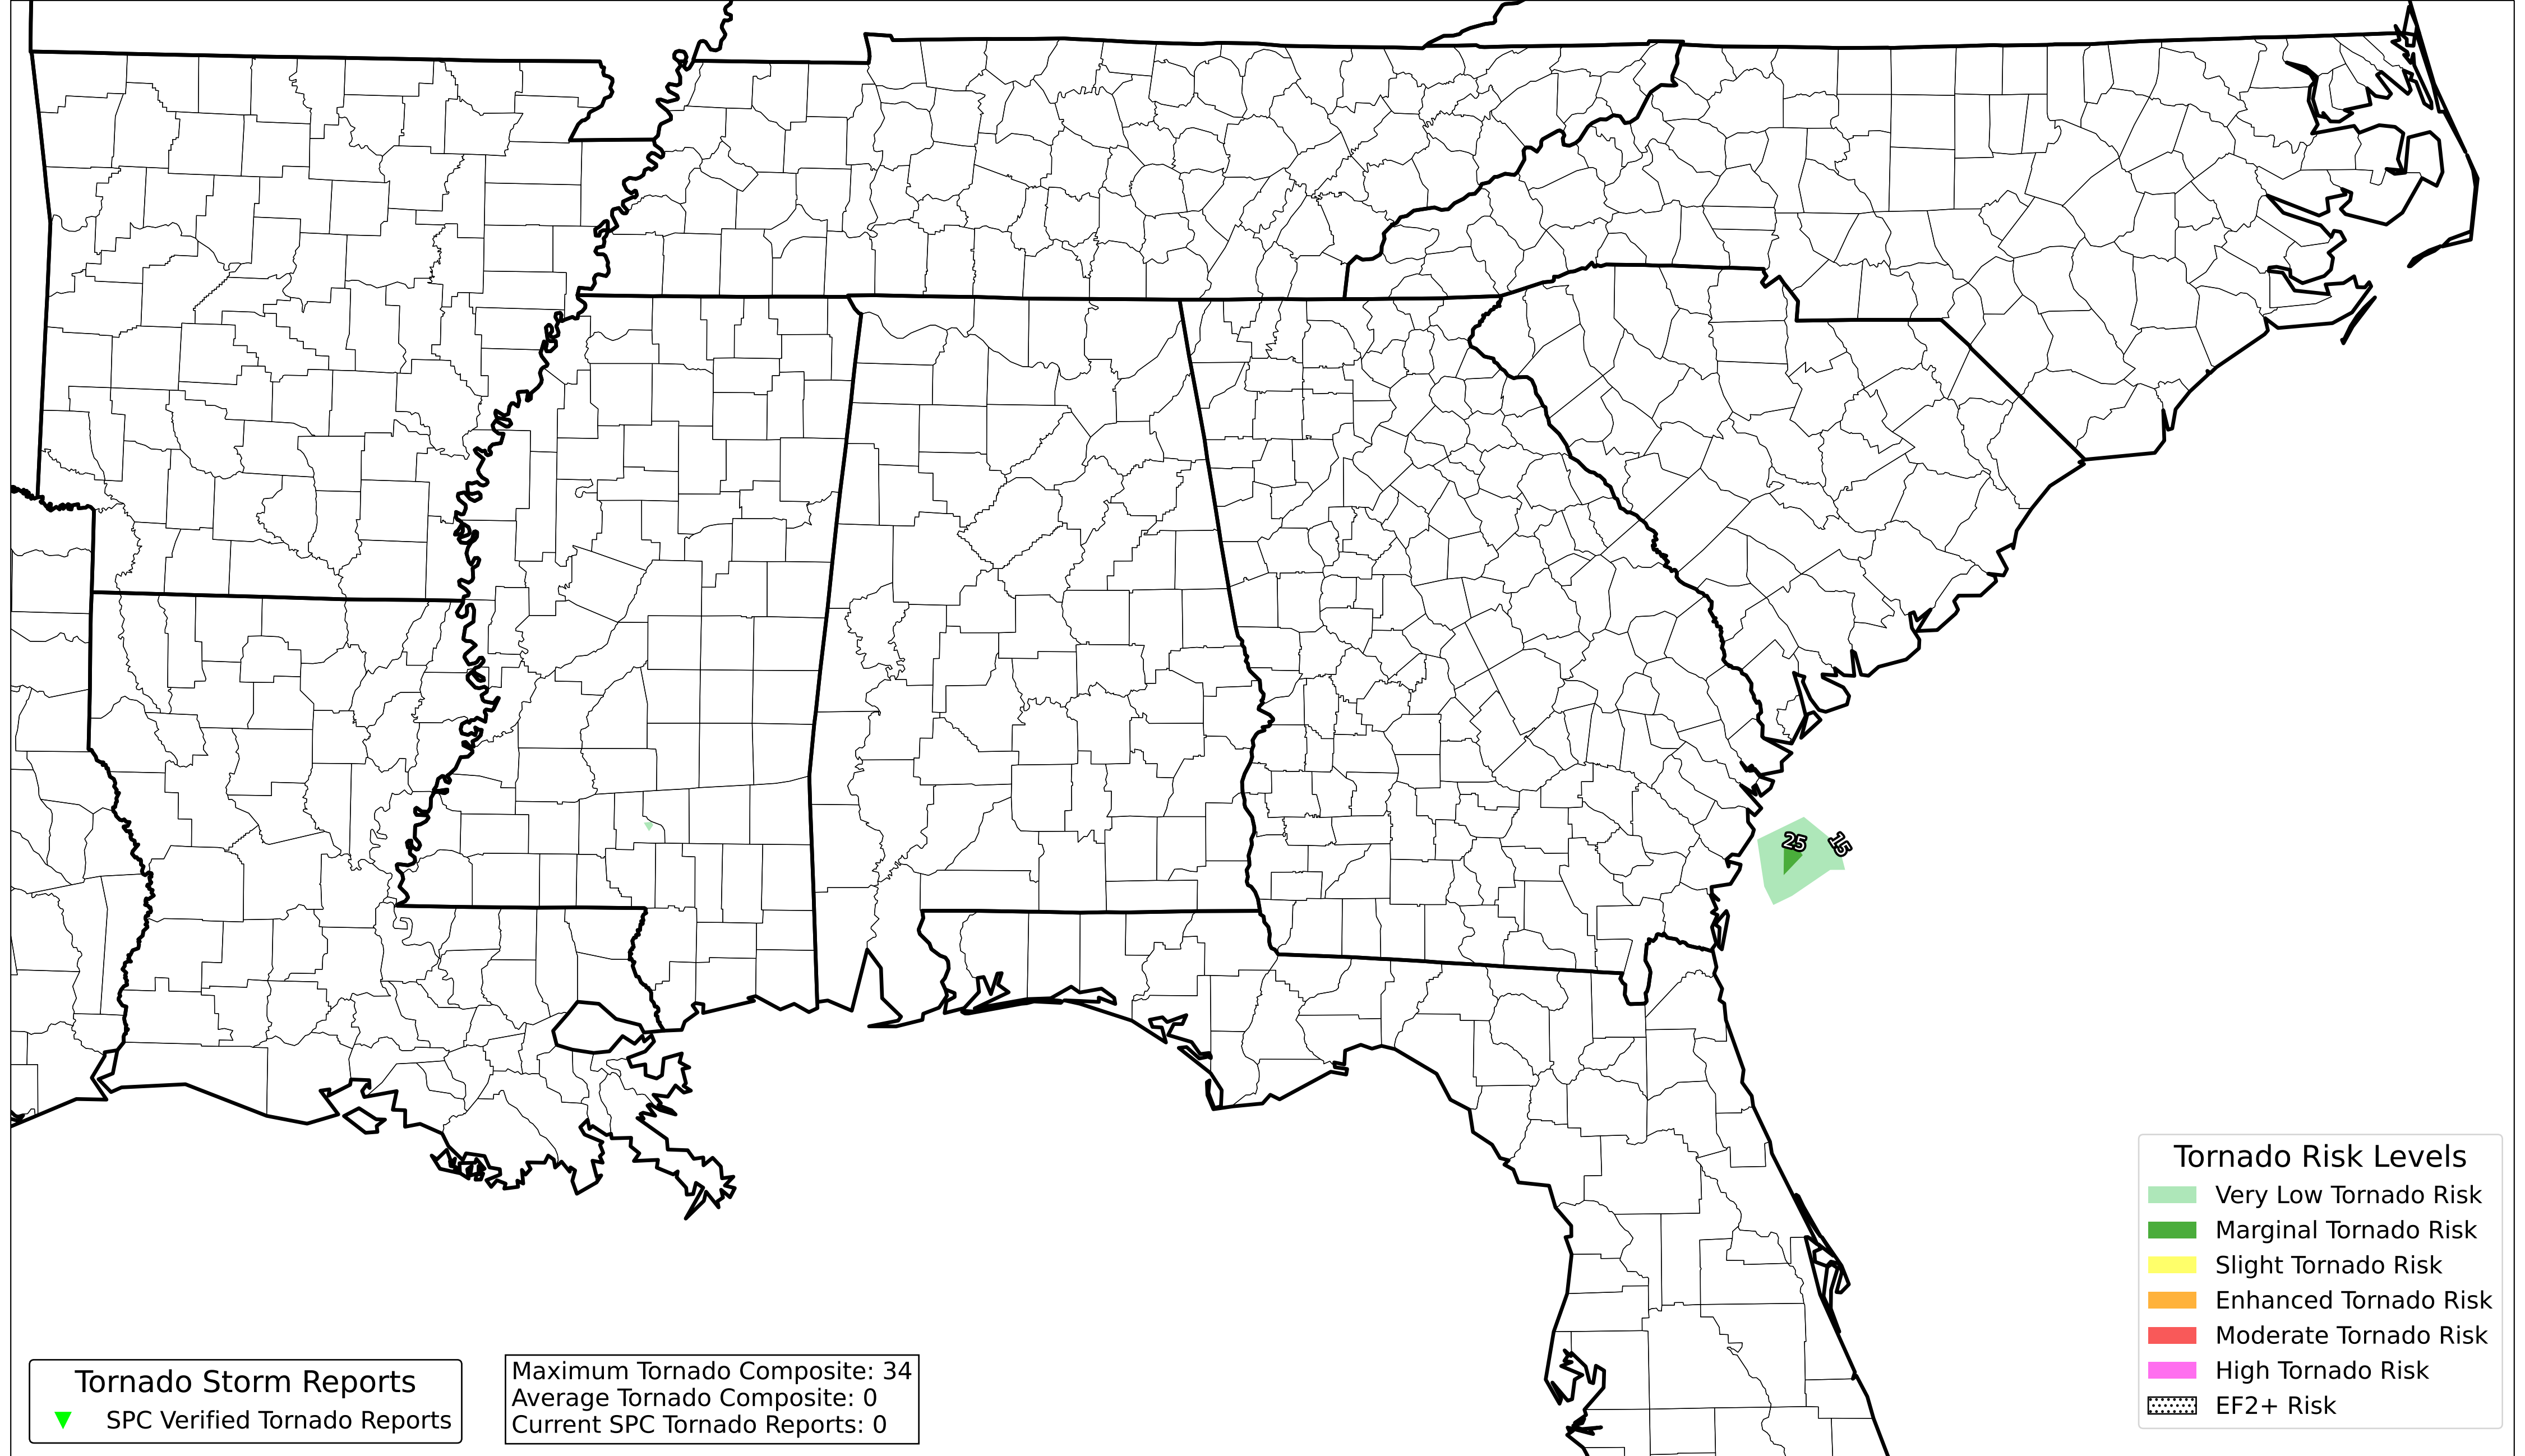 25
15
Tornado Risk Levels
Very Low Tornado Risk
Marginal Tornado Risk
Slight Tornado Risk
Enhanced Tornado Risk
Moderate Tornado Risk
High Tornado Risk
EF2+ Risk
Tornado Storm Reports
SPC Verified Tornado Reports
Maximum Tornado Composite: 34
Average Tornado Composite: 0
Current SPC Tornado Reports: 0